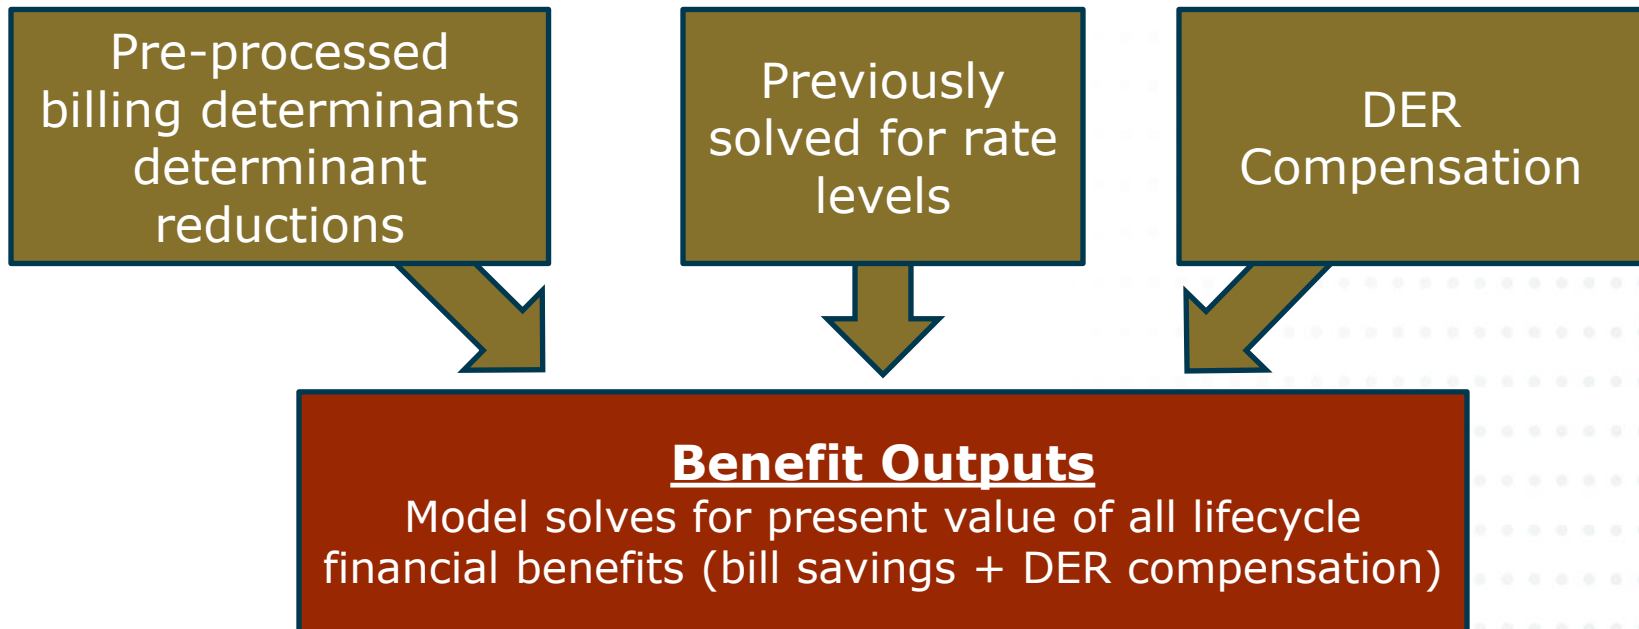 Pre-processed
billing determinants
determinant
reductions
Previously
solved for rate
levels
DER
Compensation
Benefit Outputs
Model solves for present value of all lifecycle
financial benefits (bill savings + DER compensation)